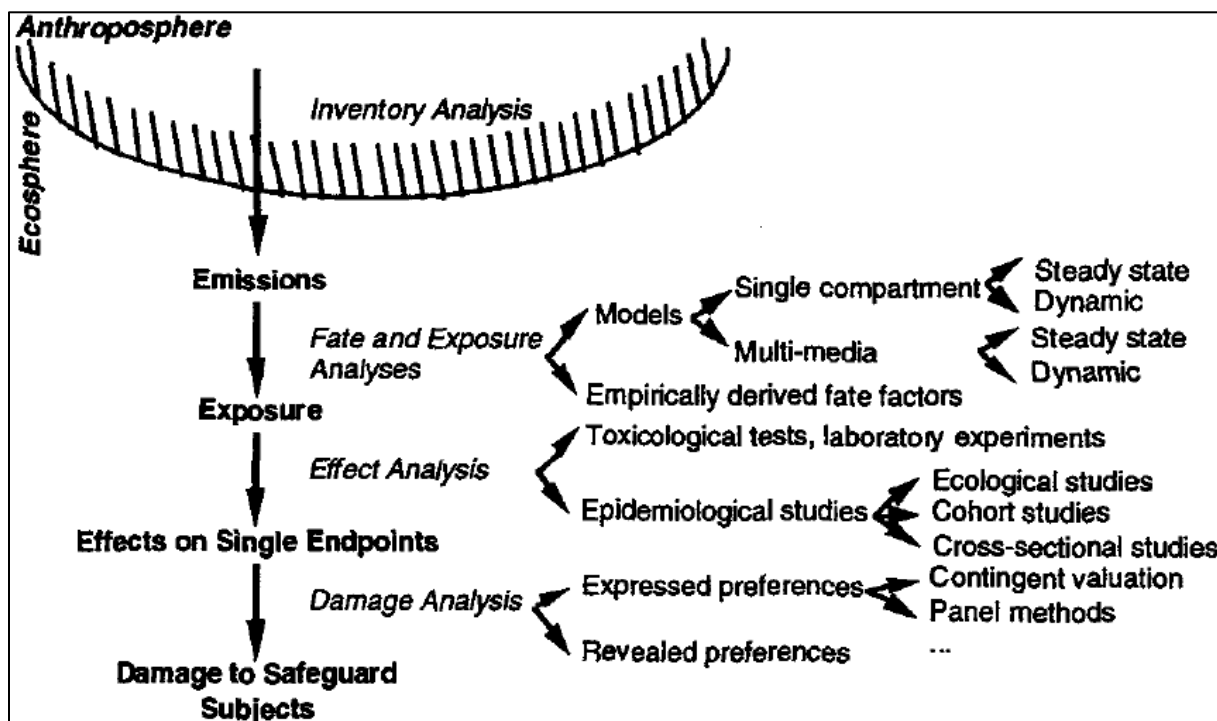 Anthroposphere
Ecosphere
Inventory Analysis
Emissions
Fate and Exposure
Analyses
Models
Single compartment
Steady state
Dynamic
Multi-media
Steady state
Dynamic
Empirically derived fate factors
Exposure
Effect Analysis
Toxicological tests, laboratory experiments
Epidemiological studies
Ecological studies
Cohort studies
Cross-sectional studies
Effects on Single Endpoints
Damage Analysis
Expressed preferences
Contingent valuation
Panel methods
Revealed preferences
...
Damage to Safeguard
Subjects